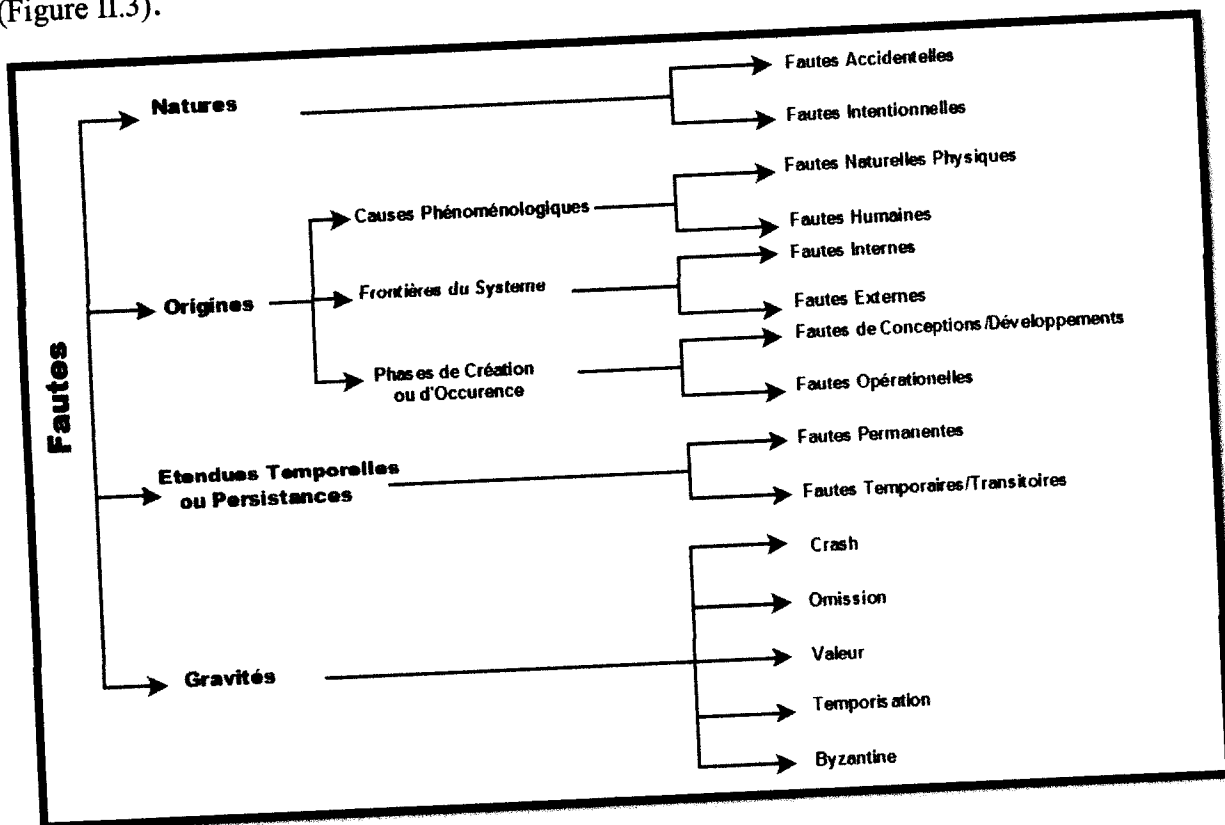 (Figure II.3).
Fautes
Natures
Fautes Accidentelles
Fautes Intentionnelles
Origines
Causes Phénoménologiques
Fautes Naturelles Physiques
Fautes Humaines
Frontières du Systeme
Fautes Internes
Fautes Externes
Phases de Création
ou d'Occurence
Fautes de Conceptions/Développements
Fautes Opérationelles
Etendues Temporelles
ou Persistances
Fautes Permanentes
Fautes Temporaires/Transitoires
Gravités
Crash
Omission
Valeur
Temporisation
Byzantine